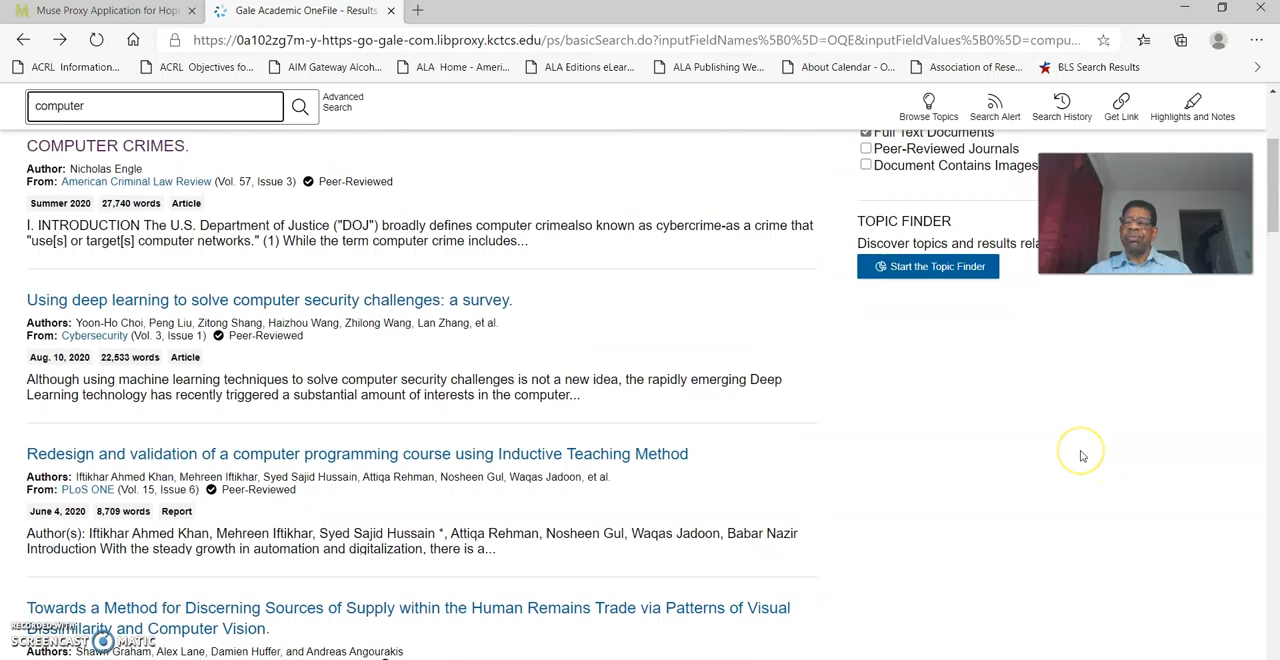 Muse Proxy Application for Hop
Gale Academic OneFile - Results
https://0a102zg7m-y-https-go-gale-com.libproxy.kctcs.edu/ps/basicSearch.do?inputFieldNames%5B0%5D=OQE&inputFieldValues%5B0%5D=compu...
ACRL Information... ACRL Objectives fo... AIM Gateway Alcoh... ALA Home - Ameri... ALA Editions eLear... ALA Publishing We... About Calendar - O... Association of Rese... BLS Search Results
computer
Advanced Search
Browse Topics Search Alert Search History Get Link Highlights and Notes
COMPUTER CRIMES.
Author: Nicholas Engle
From: American Criminal Law Review (Vol. 57, Issue 3) Peer-Reviewed
Summer 2020 27,740 words Article
I. INTRODUCTION The U.S. Department of Justice ("DOJ") broadly defines computer crimealso known as cybercrime-as a crime that
"use[s] or target[s] computer networks." (1) While the term computer crime includes...
Using deep learning to solve computer security challenges: a survey.
Authors: Yoon-Ho Choi, Peng Liu, Zitong Shang, Haizhou Wang, Zhilong Wang, Lan Zhang, et al.
From: Cybersecurity (Vol. 3, Issue 1) Peer-Reviewed
Aug. 10, 2020 22,533 words Article
Although using machine learning techniques to solve computer security challenges is not a new idea, the rapidly emerging Deep
Learning technology has recently triggered a substantial amount of interests in the computer...
Redesign and validation of a computer programming course using Inductive Teaching Method
Authors: Iftikhar Ahmed Khan, Mehreen Iftikhar, Syed Sajid Hussain, Attiqa Rehman, Nosheen Gul, Waqas Jadoon, et al.
From: PLoS ONE (Vol. 15, Issue 6) Peer-Reviewed
June 4, 2020 8,709 words Report
Author(s): Iftikhar Ahmed Khan, Mehreen Iftikhar, Syed Sajid Hussain *, Attiqa Rehman, Nosheen Gul, Waqas Jadoon, Babar Nazir
Introduction With the steady growth in automation and digitalization, there is a...
Towards a Method for Discerning Sources of Supply within the Human Remains Trade via Patterns of Visual
Dissimilarity and Computer Vision.
Authors: Shawn Graham, Alex Lane, Damien Huffer, and Andreas Angourakis
Full Text Documents
Peer-Reviewed Journals
Document Contains Images
TOPIC FINDER
Discover topics and results rela
Start the Topic Finder
RECORDED WITH
SCREENCAST MATIC